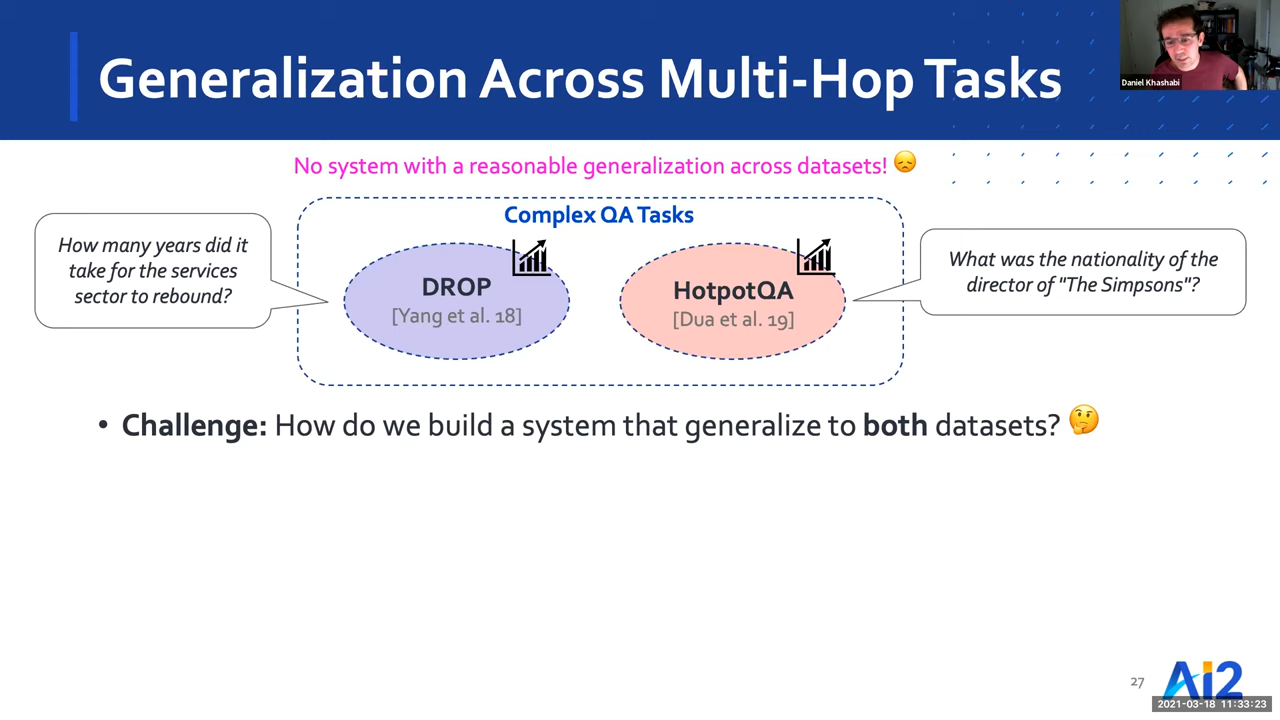 Generalization Across Multi-Hop Tasks
Daniel Khashabi
No system with a reasonable generalization across datasets! 😞
Complex QA Tasks
How many years did it
take for the services
sector to rebound?
DROP
[Yang et al. 18]
HotpotQA
[Dua et al. 19]
What was the nationality of the
director of "The Simpsons"?
• Challenge: How do we build a system that generalize to both datasets? 🤔
27
Ai2
2021-03-18 11:33:23